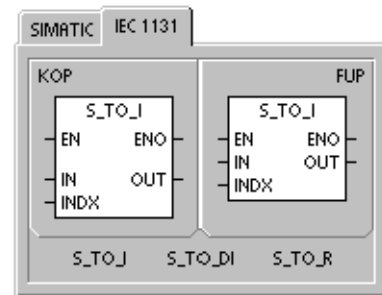 SIMATIC IEC 1131
KOP FUP
S_TO_I S_TO_I
EN ENO EN ENO
IN OUT IN OUT
INDX INDX
S_TO_I S_TO_DI S_TO_R